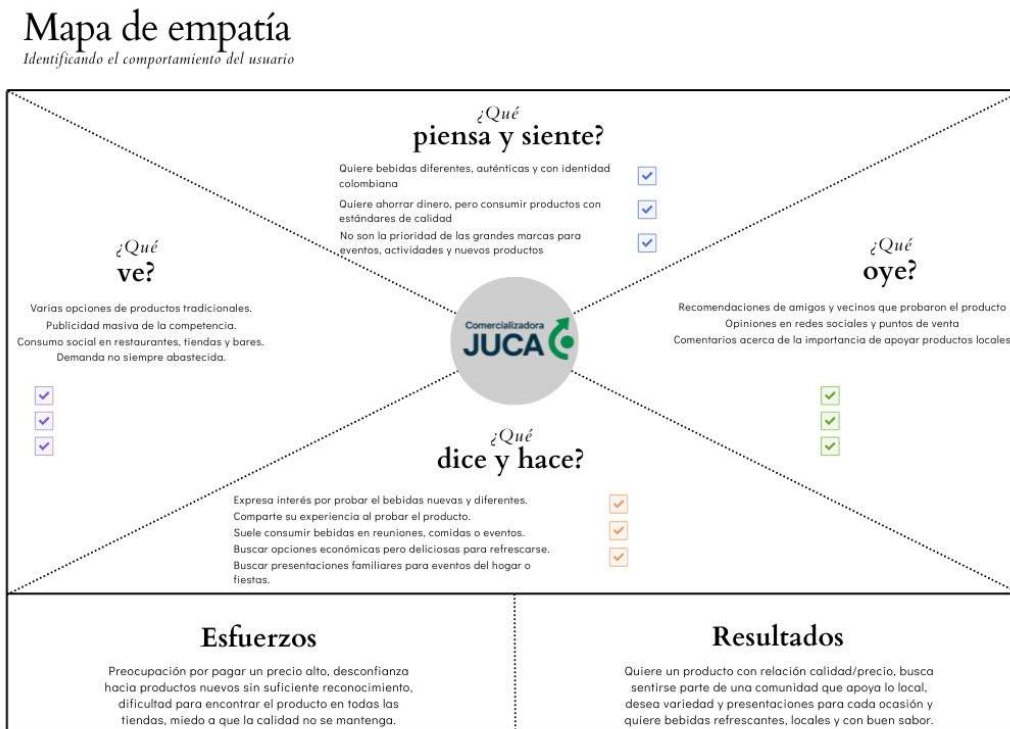 Mapa de empatía
Identificando el comportamiento del usuario
¿Qué
piensa y siente?
Quiere bebidas diferentes, auténticas y con identidad
colombiana
Quiere ahorrar dinero, pero consumir productos con
estándares de calidad
No son la prioridad de las grandes marcas para
eventos, actividades y nuevos productos
¿Qué
ve?
Varias opciones de productos tradicionales.
Publicidad masiva de la competencia.
Consumo social en restaurantes, tiendas y bares.
Demanda no siempre abastecida.
Comercializadora
JUCA
¿Qué
oye?
Recomendaciones de amigos y vecinos que probaron el producto
Opiniones en redes sociales y puntos de venta
Comentarios acerca de la importancia de apoyar productos locales
¿Qué
dice y hace?
Expresa interés por probar el bebidas nuevas y diferentes.
Comparte su experiencia al probar el producto.
Suele consumir bebidas en reuniones, comidas o eventos.
Buscar opciones económicas pero deliciosas para refrescarse.
Buscar presentaciones familiares para eventos del hogar o
fiestas.
Esfuerzos
Preocupación por pagar un precio alto, desconfianza
hacia productos nuevos sin suficiente reconocimiento,
dificultad para encontrar el producto en todas las
tiendas, miedo a que la calidad no se mantenga.
Resultados
Quiere un producto con relación calidad/precio, busca
sentirse parte de una comunidad que apoya lo local,
desea variedad y presentaciones para cada ocasión y
quiere bebidas refrescantes, locales y con buen sabor.